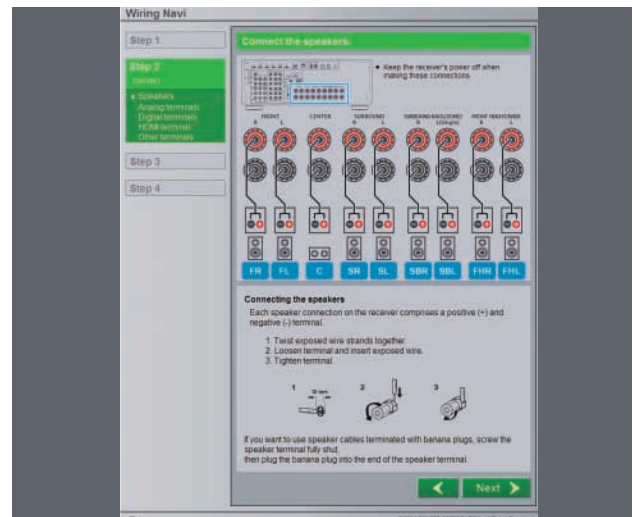 Wiring Navi
Step 1
Step 2
Speakers
Analog terminals
Digital terminals
HDMI terminal
Other terminals
Step 3
Step 4
Connect the speakers.
Keep the receiver's power off when
making these connections.
FRONT
R L
CENTER
SURROUND
R L
R L
R L
FR FL C SR SL SBR SBL FHR FHL
Connecting the speakers
Each speaker connection on the receiver comprises a positive (+) and
negative (-) terminal.
1. Twist exposed wire strands together.
2. Loosen terminal and insert exposed wire.
3. Tighten terminal.
1 2 3
10 mm
If you want to use speaker cables terminated with banana plugs, screw the
speaker terminal fully shut,
then plug the banana plug into the end of the speaker terminal.
Next